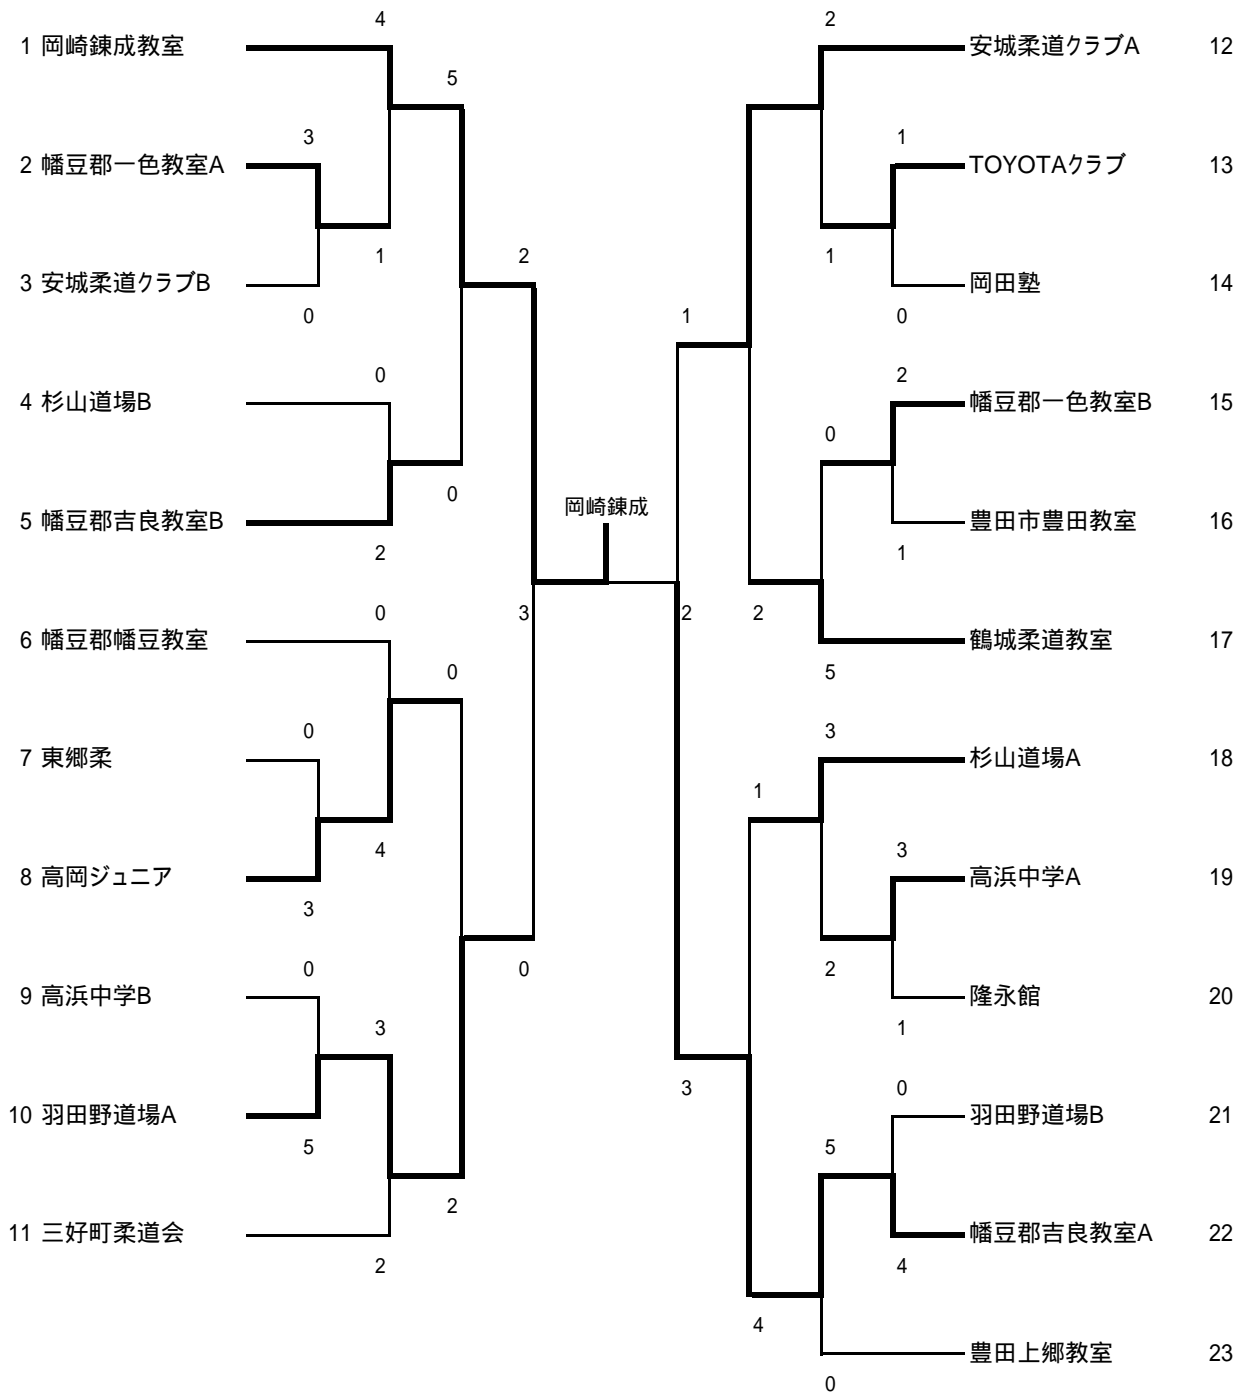 4
1 岡崎錬成教室
5
3
2 幡豆郡一色教室A
1
2
3 安城柔道クラブB
0
0
4 杉山道場B
0
5 幡豆郡吉良教室B
2
0
6 幡豆郡幡豆教室
0
0
7 東郷柔
4
8 高岡ジュニア
3
0
9 高浜中学B
3
0
10 羽田野道場A
5
2
11 三好町柔道会
2
岡崎錬成
3
2
2
安城柔道クラブA 12
1
TOYOTAクラブ 13
1
岡田塾 14
0
1
2
幡豆郡一色教室B 15
0
豊田市豊田教室 16
1
2
鶴城柔道教室 17
5
3
杉山道場A 18
1
3
高浜中学A 19
2
隆永館 20
1
3
0
羽田野道場B 21
5
幡豆郡吉良教室A 22
4
4
豊田上郷教室 23
0